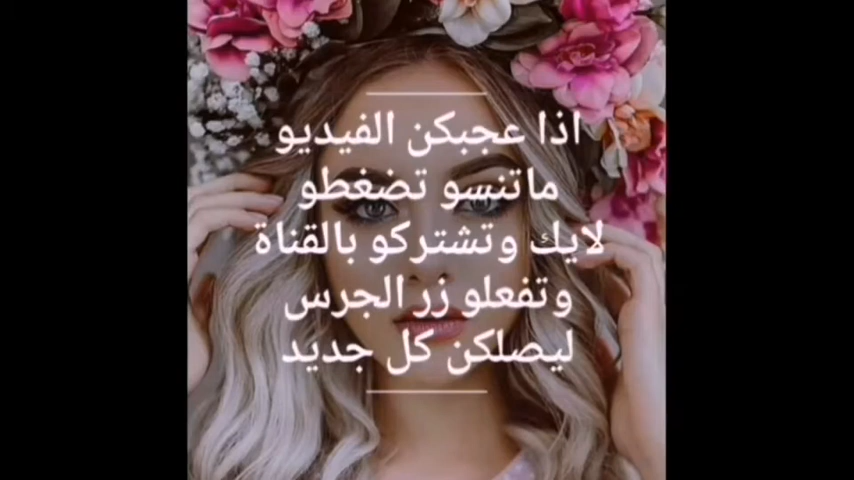 اذا عجبكن الفيديو
ماتنسو تضغطو
لايك وتشتركو بالقناة
وتفعلو زر الجرس
ليصلكن كل جديد